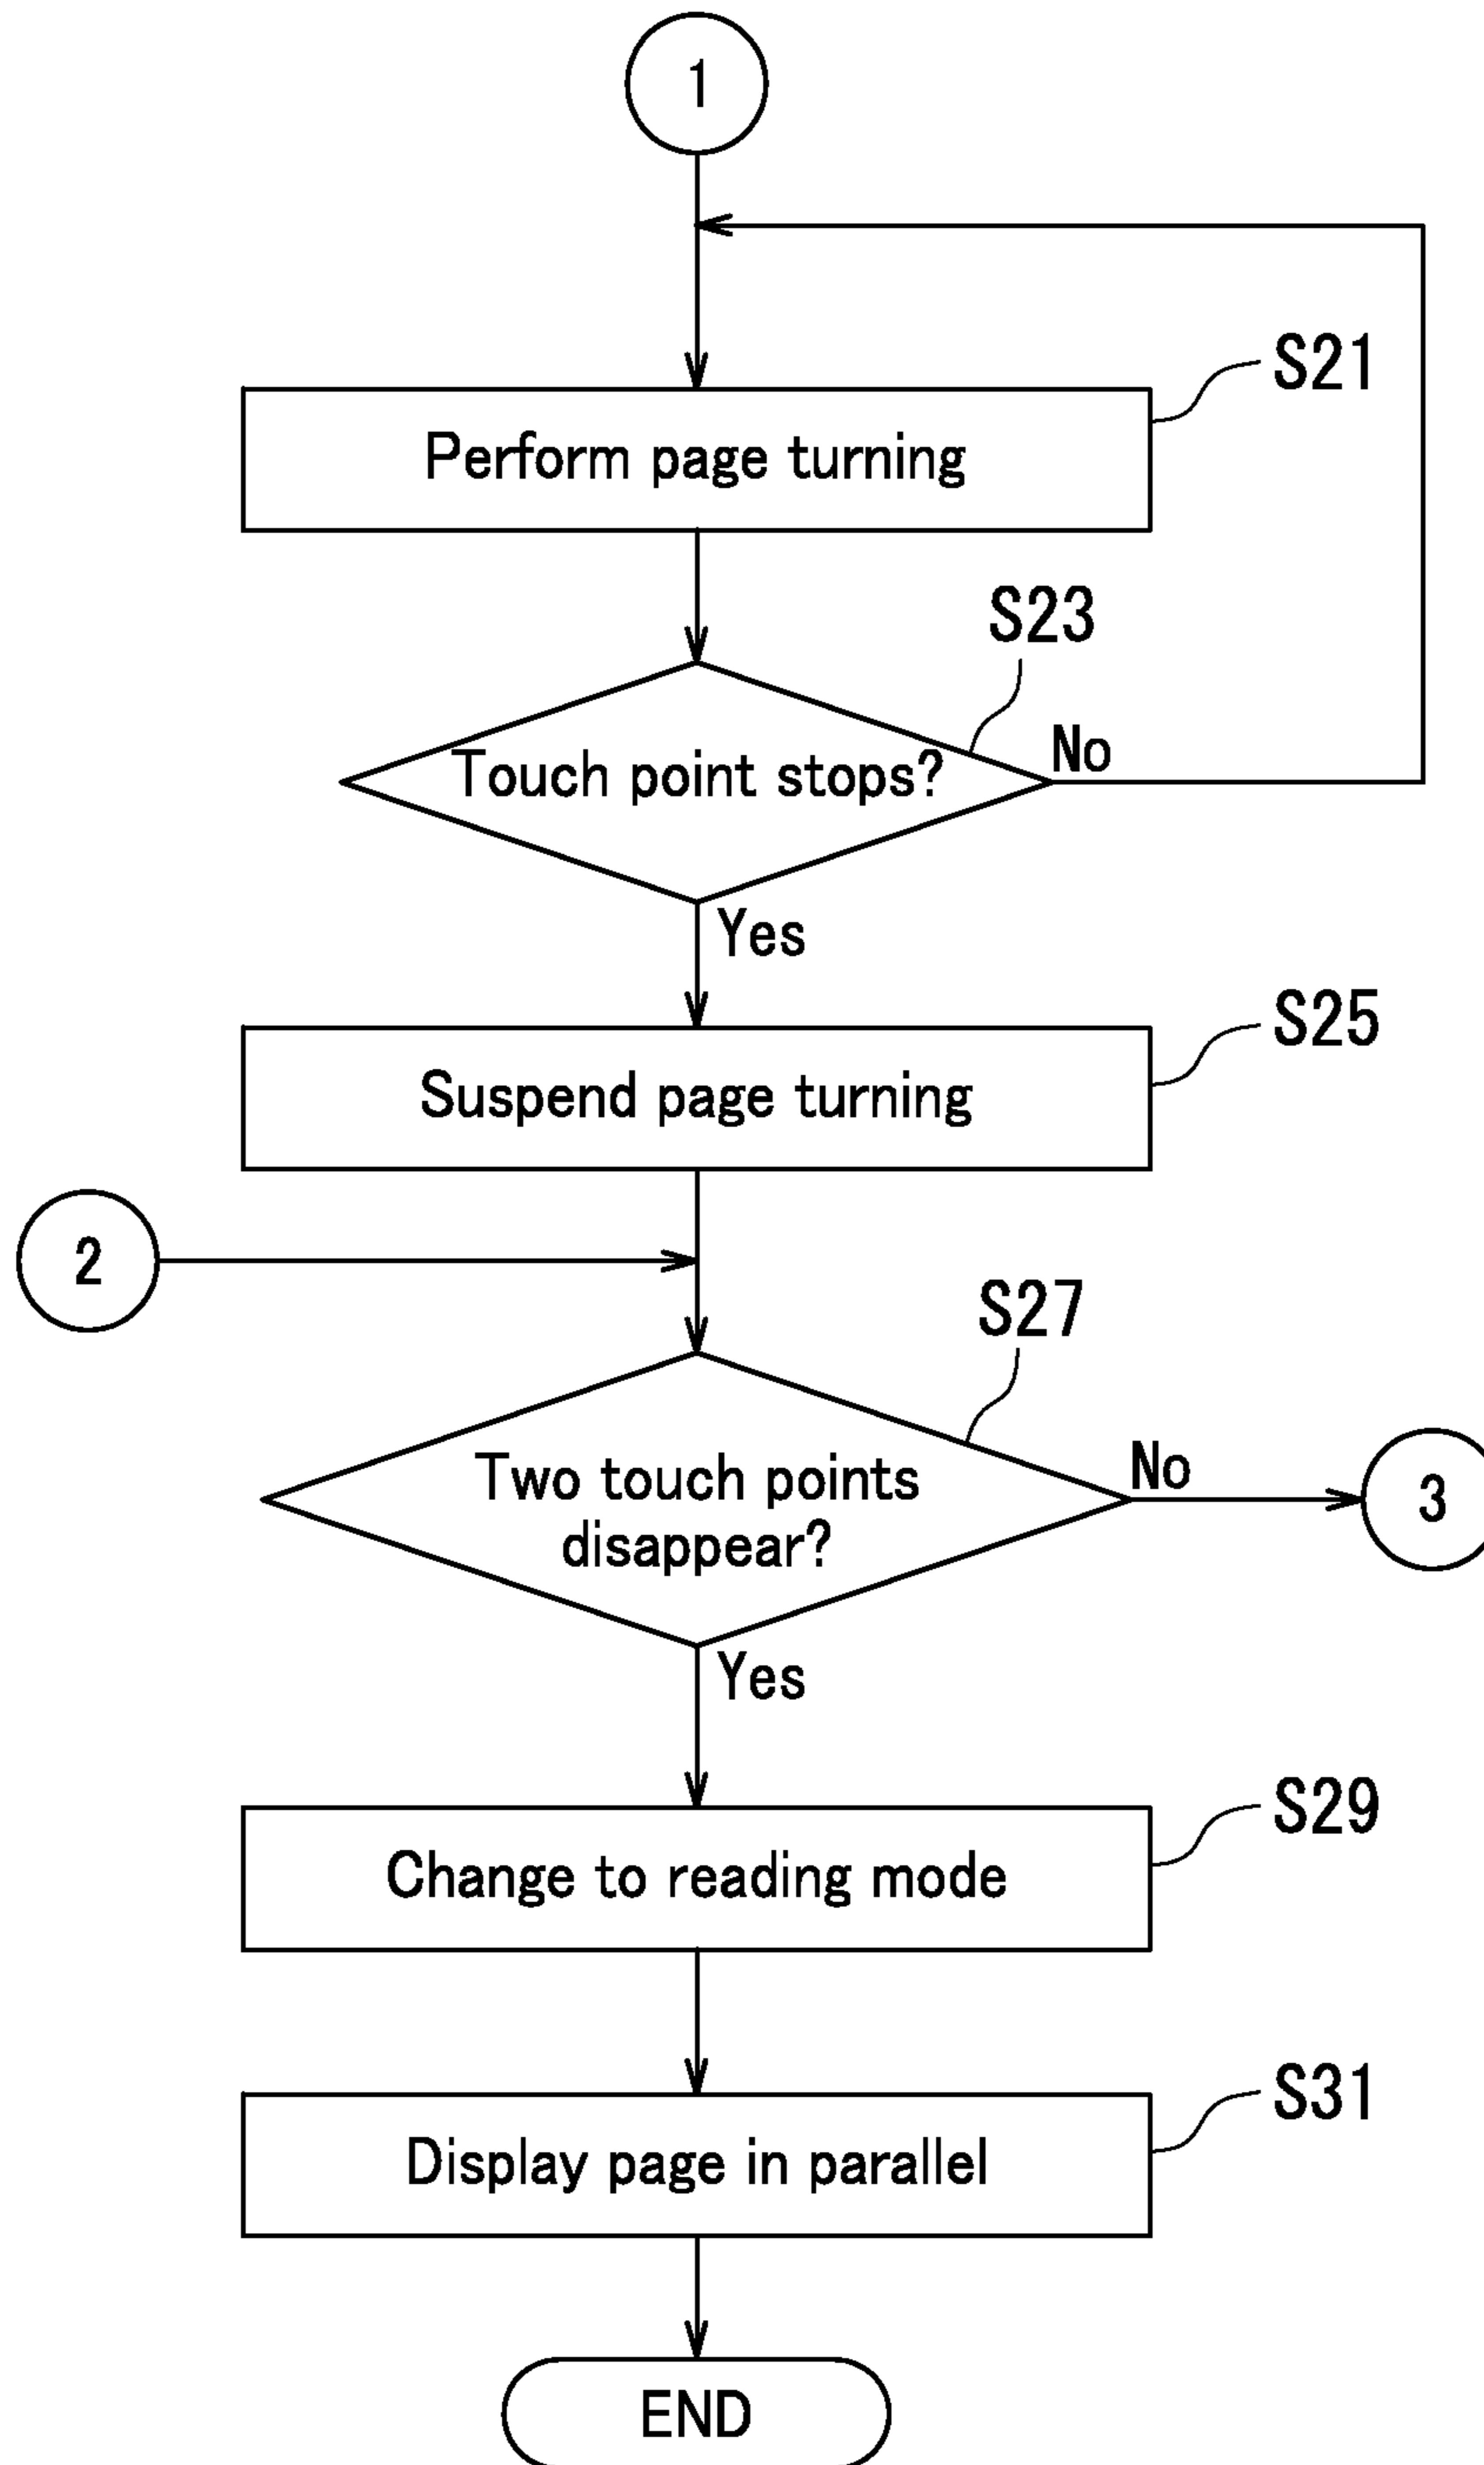 1
S21
Perform page turning
S23
Touch point stops?
No
Yes
S25
Suspend page turning
2
S27
Two touch points
disappear?
No
3
Yes
S29
Change to reading mode
S31
Display page in parallel
END